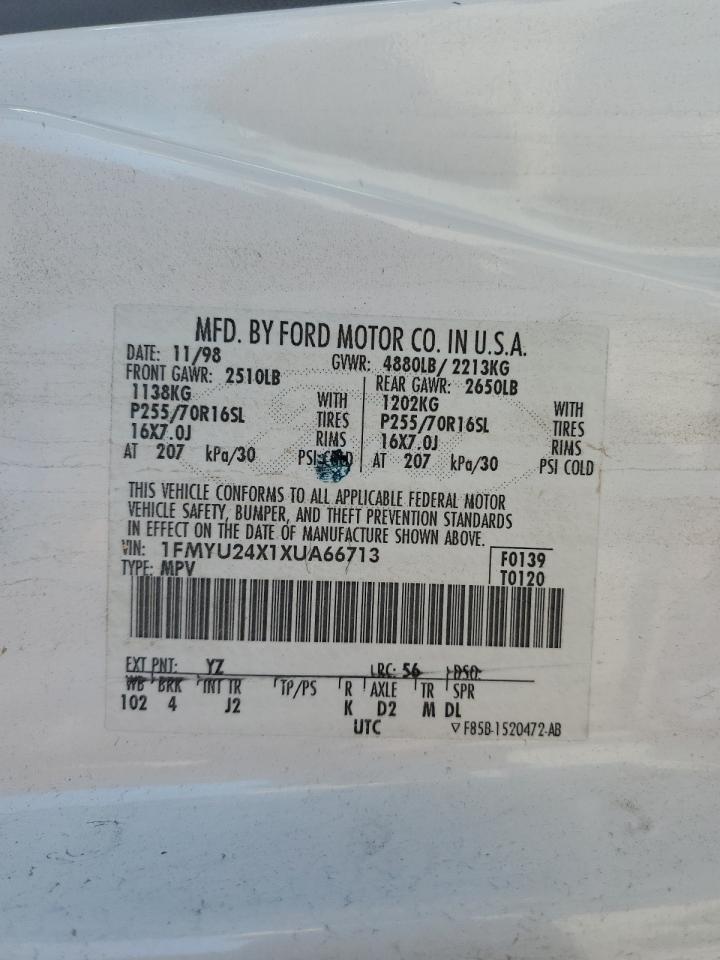 MFD. BY FORD MOTOR CO. IN U.S.A.
DATE: 11/98 GVWR: 4880LB/ 2213KG
FRONT GAWR: 2510LB REAR GAWR: 2650LB
1138KG WITH 1202KG WITH
P255/70R16SL TIRES P255/70R16SL TIRES
16X7.0J RIMS 16X7.0J RIMS
AT 207 kPa/30 PSI COLD AT 207 kPa/30 PSI COLD
THIS VEHICLE CONFORMS TO ALL APPLICABLE FEDERAL MOTOR
VEHICLE SAFETY, BUMPER, AND THEFT PREVENTION STANDARDS
IN EFFECT ON THE DATE OF MANUFACTURE SHOWN ABOVE.
VIN: 1FMYU24X1XUA66713 F0139
TYPE: MPV T0120
EXT PNT: YZ LRC: 56 DSO:
WB BRK INT TR TP/PS R AXLE TR SPR
102 4 J2 K D2 M DL
UTC F85B-1520472-AB